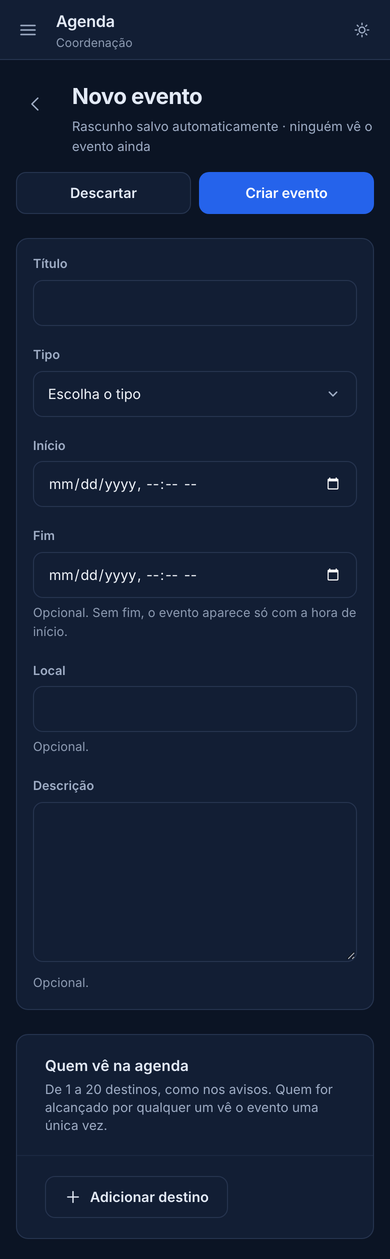 Agenda
Coordenação
Novo evento
Rascunho salvo automaticamente · ninguém vê o
evento ainda
Descartar
Criar evento
Título
Tipo
Escolha o tipo
Início
mm/dd/yyyy, --:-- --
Fim
mm/dd/yyyy, --:-- --
Opcional. Sem fim, o evento aparece só com a hora de
início.
Local
Opcional.
Descrição
Opcional.
Quem vê na agenda
De 1 a 20 destinos, como nos avisos. Quem for
alcançado por qualquer um vê o evento uma
única vez.
Adicionar destino